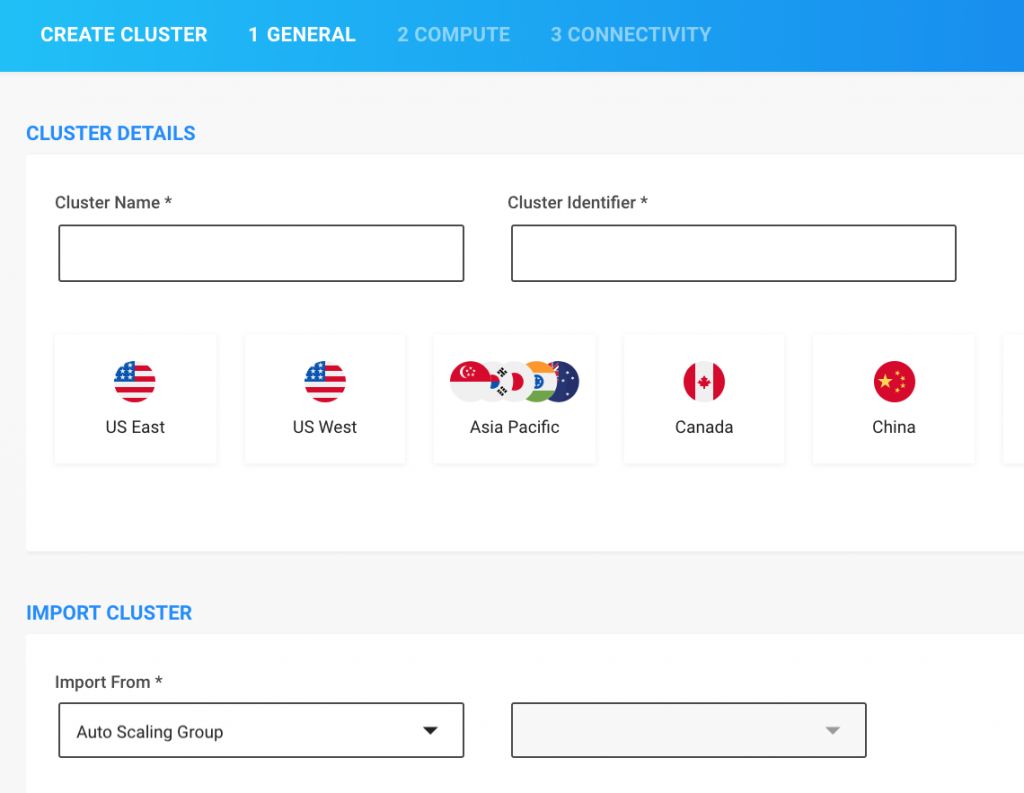 CREATE CLUSTER 1 GENERAL 2 COMPUTE 3 CONNECTIVITY
CLUSTER DETAILS
Cluster Name * Cluster Identifier *
US East US West Asia Pacific Canada China
IMPORT CLUSTER
Import From *
Auto Scaling Group